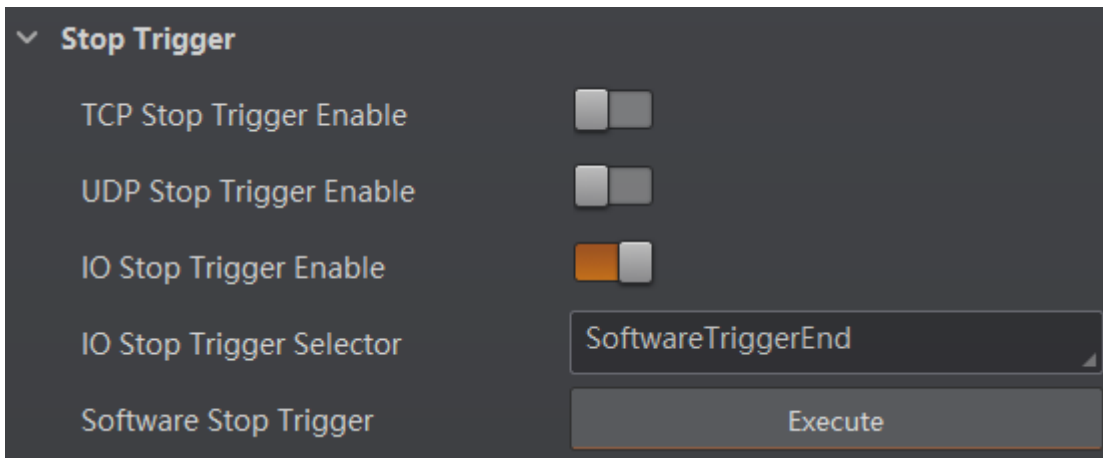 Stop Trigger
TCP Stop Trigger Enable
UDP Stop Trigger Enable
IO Stop Trigger Enable
IO Stop Trigger Selector SoftwareTriggerEnd
Software Stop Trigger Execute